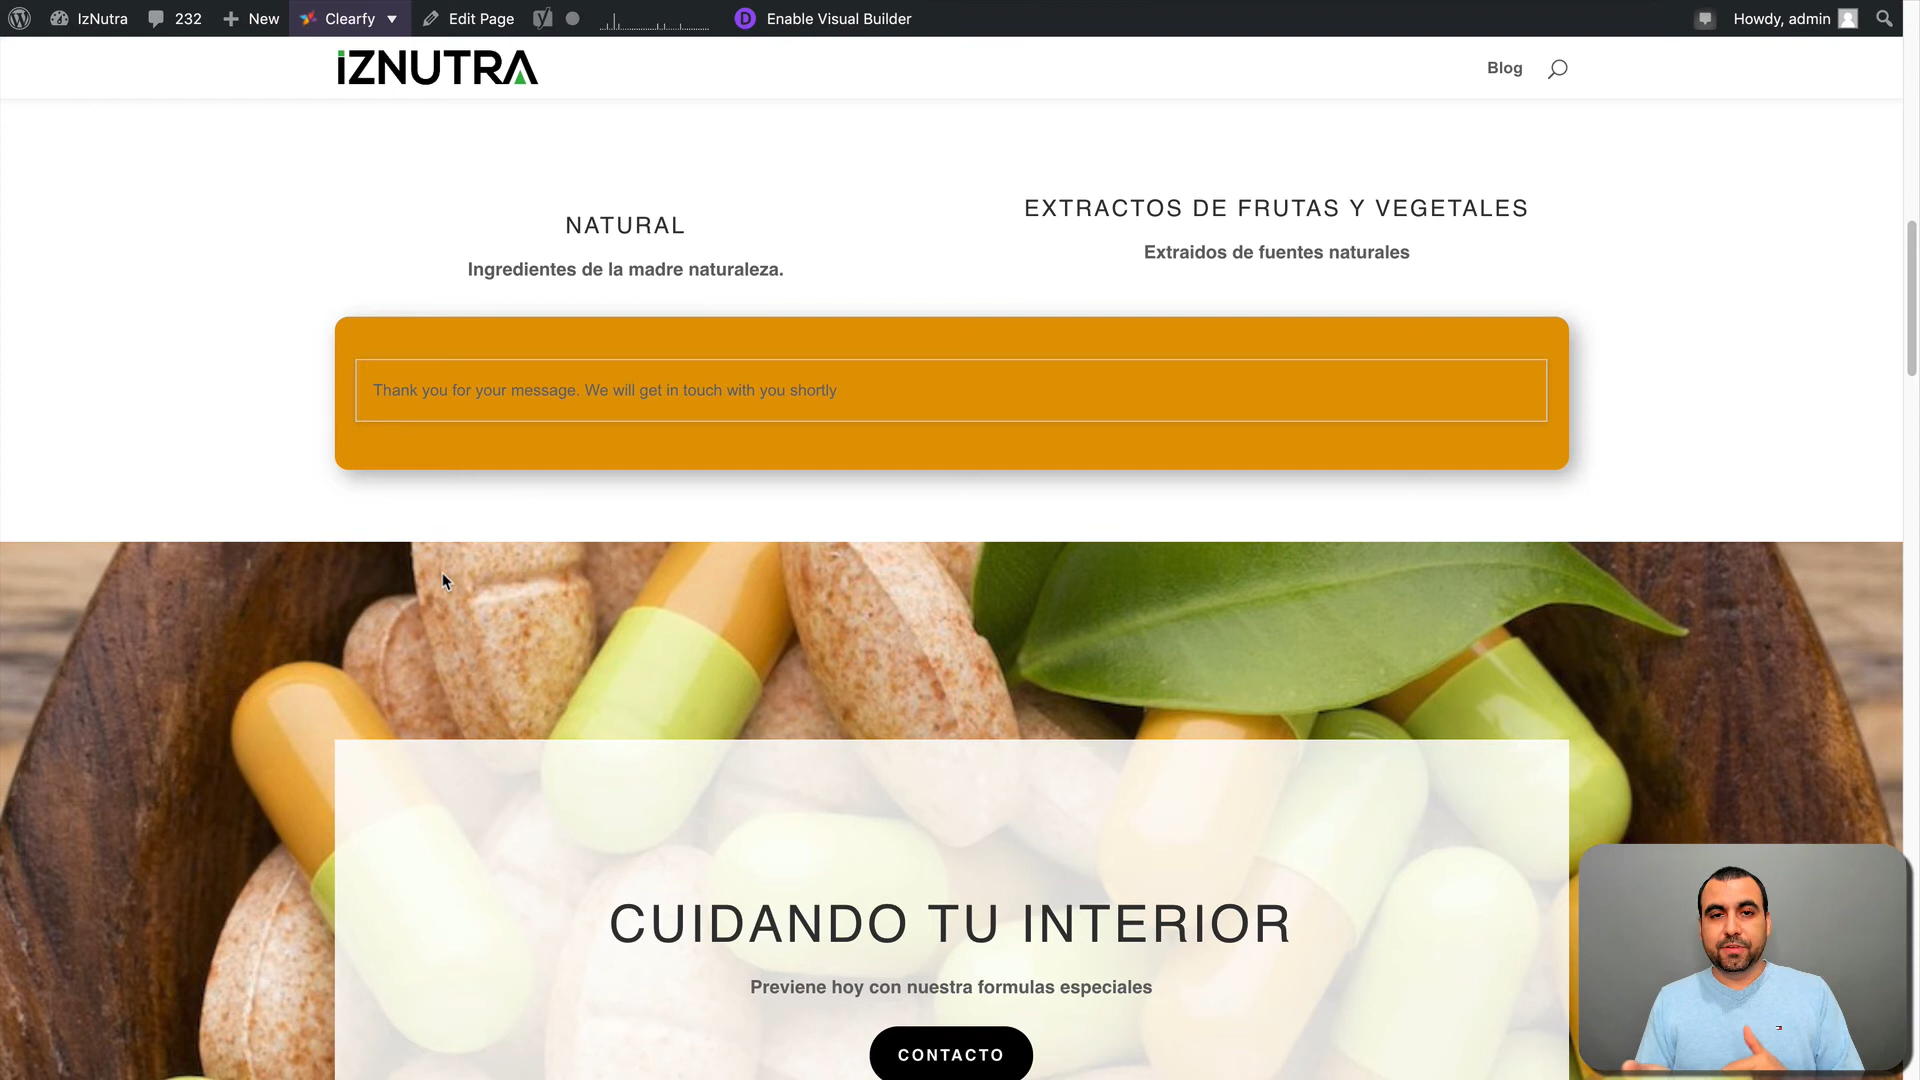 IzNutra
232
New
Clearfy ▼
Edit Page
D Enable Visual Builder
Howdy, admin
iZNUTRA
Blog
NATURAL
Ingredientes de la madre naturaleza.
EXTRACTOS DE FRUTAS Y VEGETALES
Extraidos de fuentes naturales
Thank you for your message. We will get in touch with you shortly
CUIDANDO TU INTERIOR
Previene hoy con nuestra formulas especiales
CONTACTO